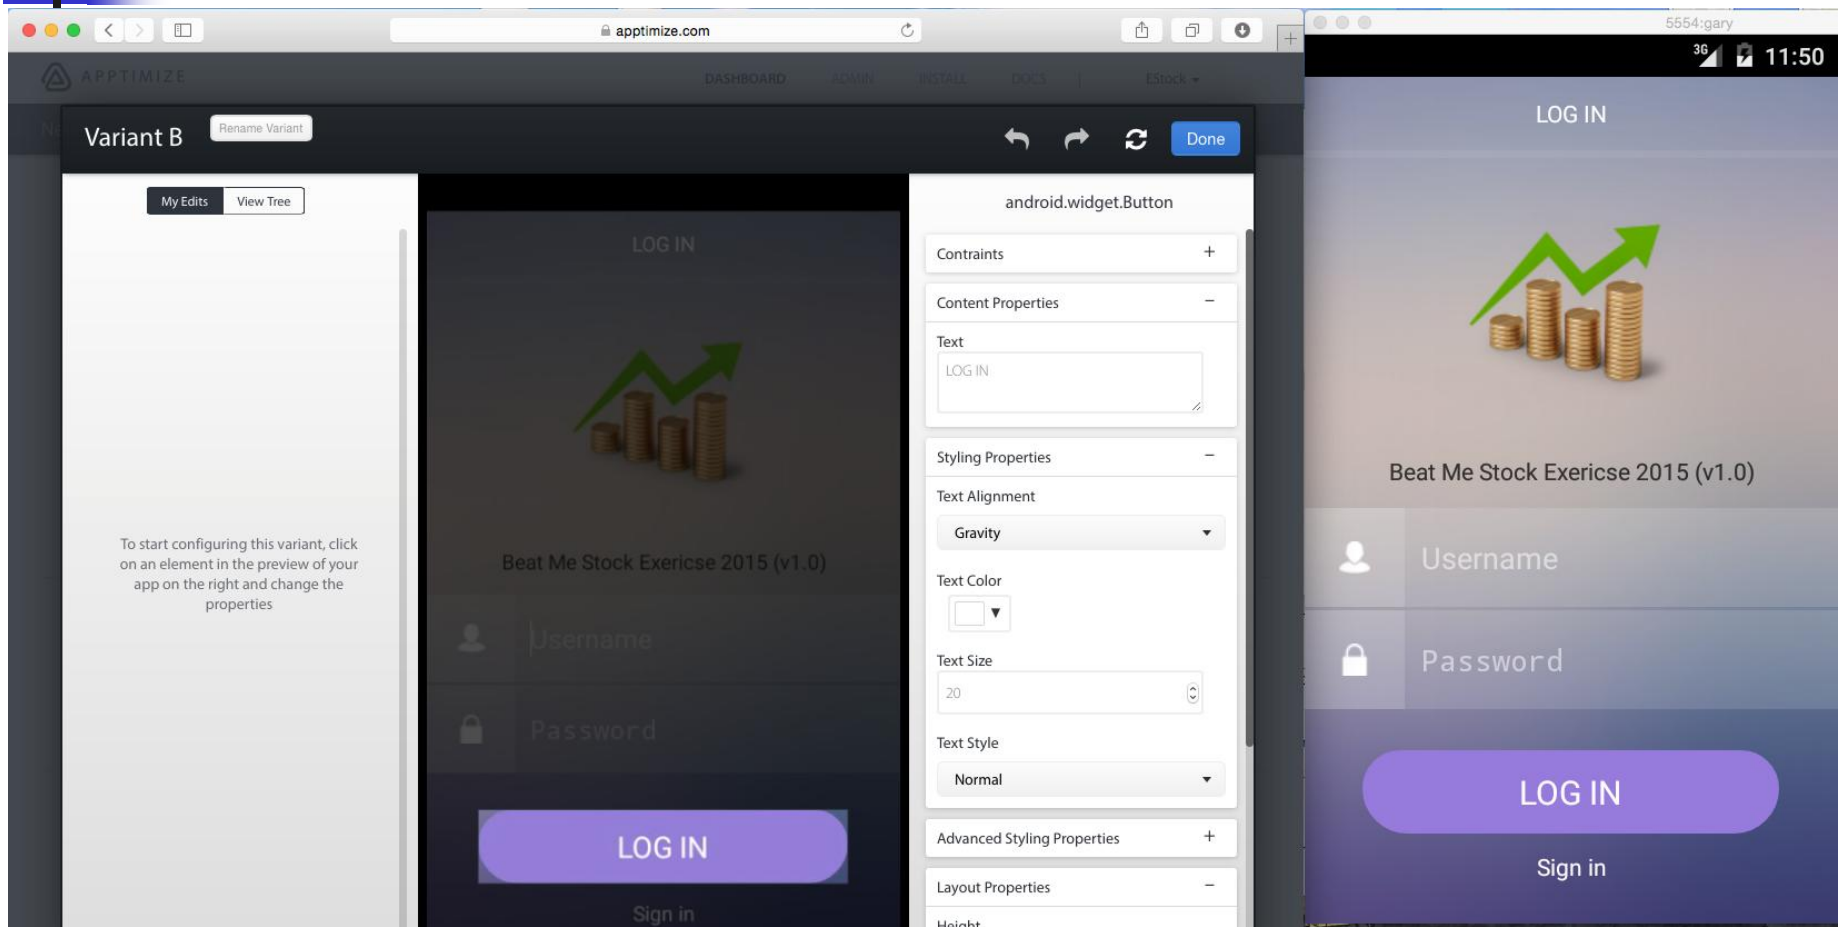 apptimize.com
5554:gary
3G 11:50
APPTIMIZE
DASHBOARD ADMIN INSTALL DOCS | EStock
Variant B
Rename Variant
Done
My Edits
View Tree
To start configuring this variant, click
on an element in the preview of your
app on the right and change the
properties
LOG IN
Beat Me Stock Exericse 2015 (v1.0)
Username
Password
LOG IN
Sign in
android.widget.Button
Contraints +
Content Properties −
Text
LOG IN
Styling Properties −
Text Alignment
Gravity
Text Color
Text Size
20
Text Style
Normal
Advanced Styling Properties +
Layout Properties −
Height
LOG IN
Beat Me Stock Exericse 2015 (v1.0)
Username
Password
LOG IN
Sign in